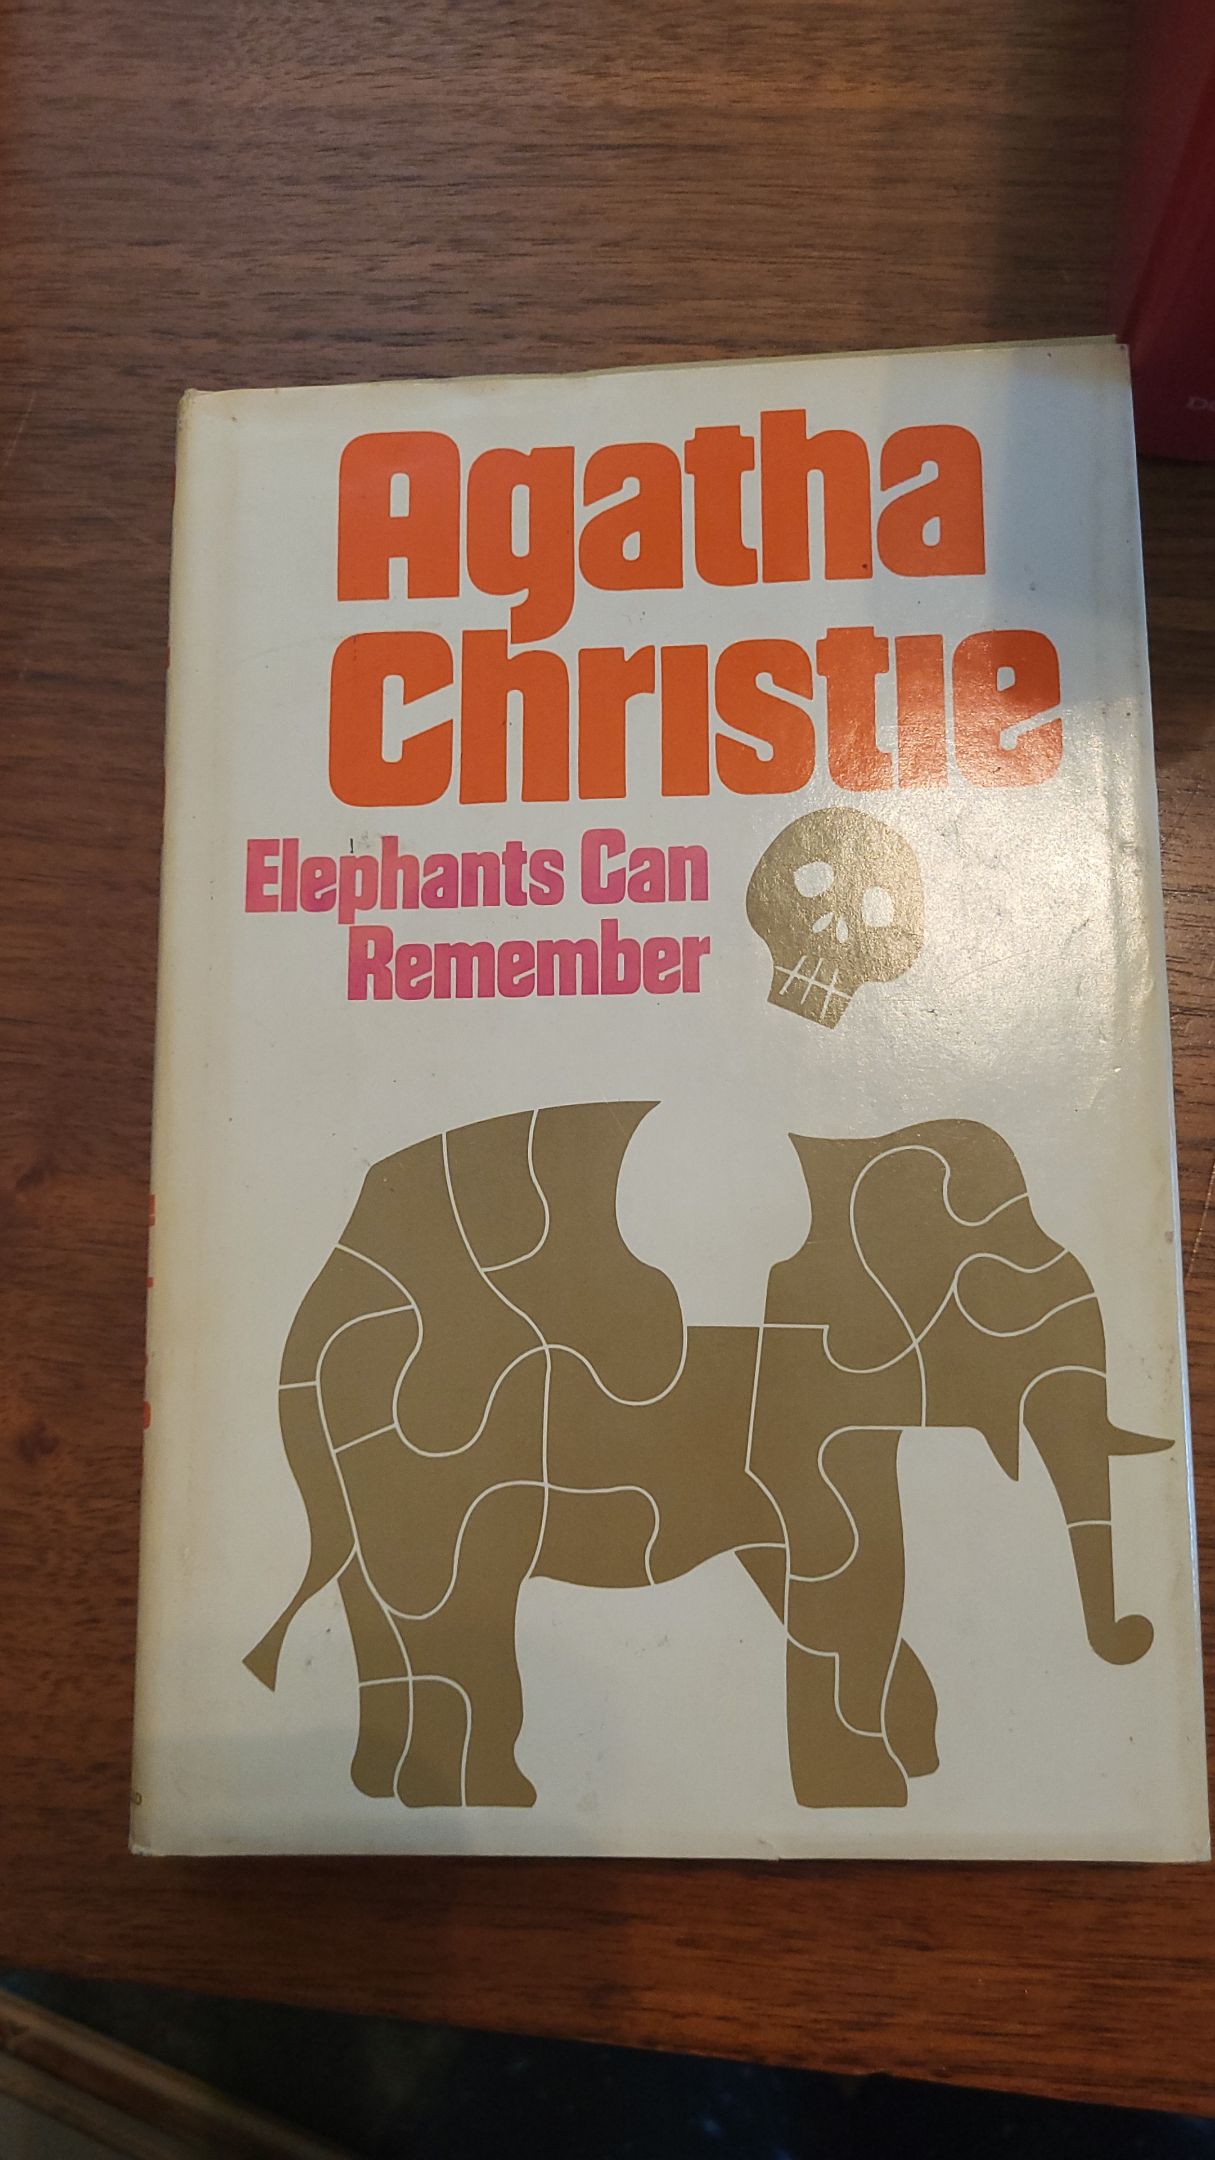 Agatha
Christie
Elephants Can
Remember